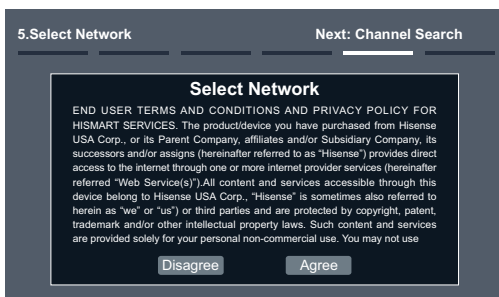 5.Select Network
Next: Channel Search
Select Network
END USER TERMS AND CONDITIONS AND PRIVACY POLICY FOR
HISMART SERVICES. The product/device you have purchased from Hisense
USA Corp., or its Parent Company, affiliates and/or Subsidiary Company, its
successors and/or assigns (hereinafter referred to as “Hisense”) provides direct
access to the internet through one or more internet provider services (hereinafter
referred “Web Service(s)”).All content and services accessible through this
device belong to Hisense USA Corp., “Hisense” is sometimes also referred to
herein as “we” or “us”) or third parties and are protected by copyright, patent,
trademark and/or other intellectual property laws. Such content and services
are provided solely for your personal non-commercial use. You may not use
Disagree
Agree